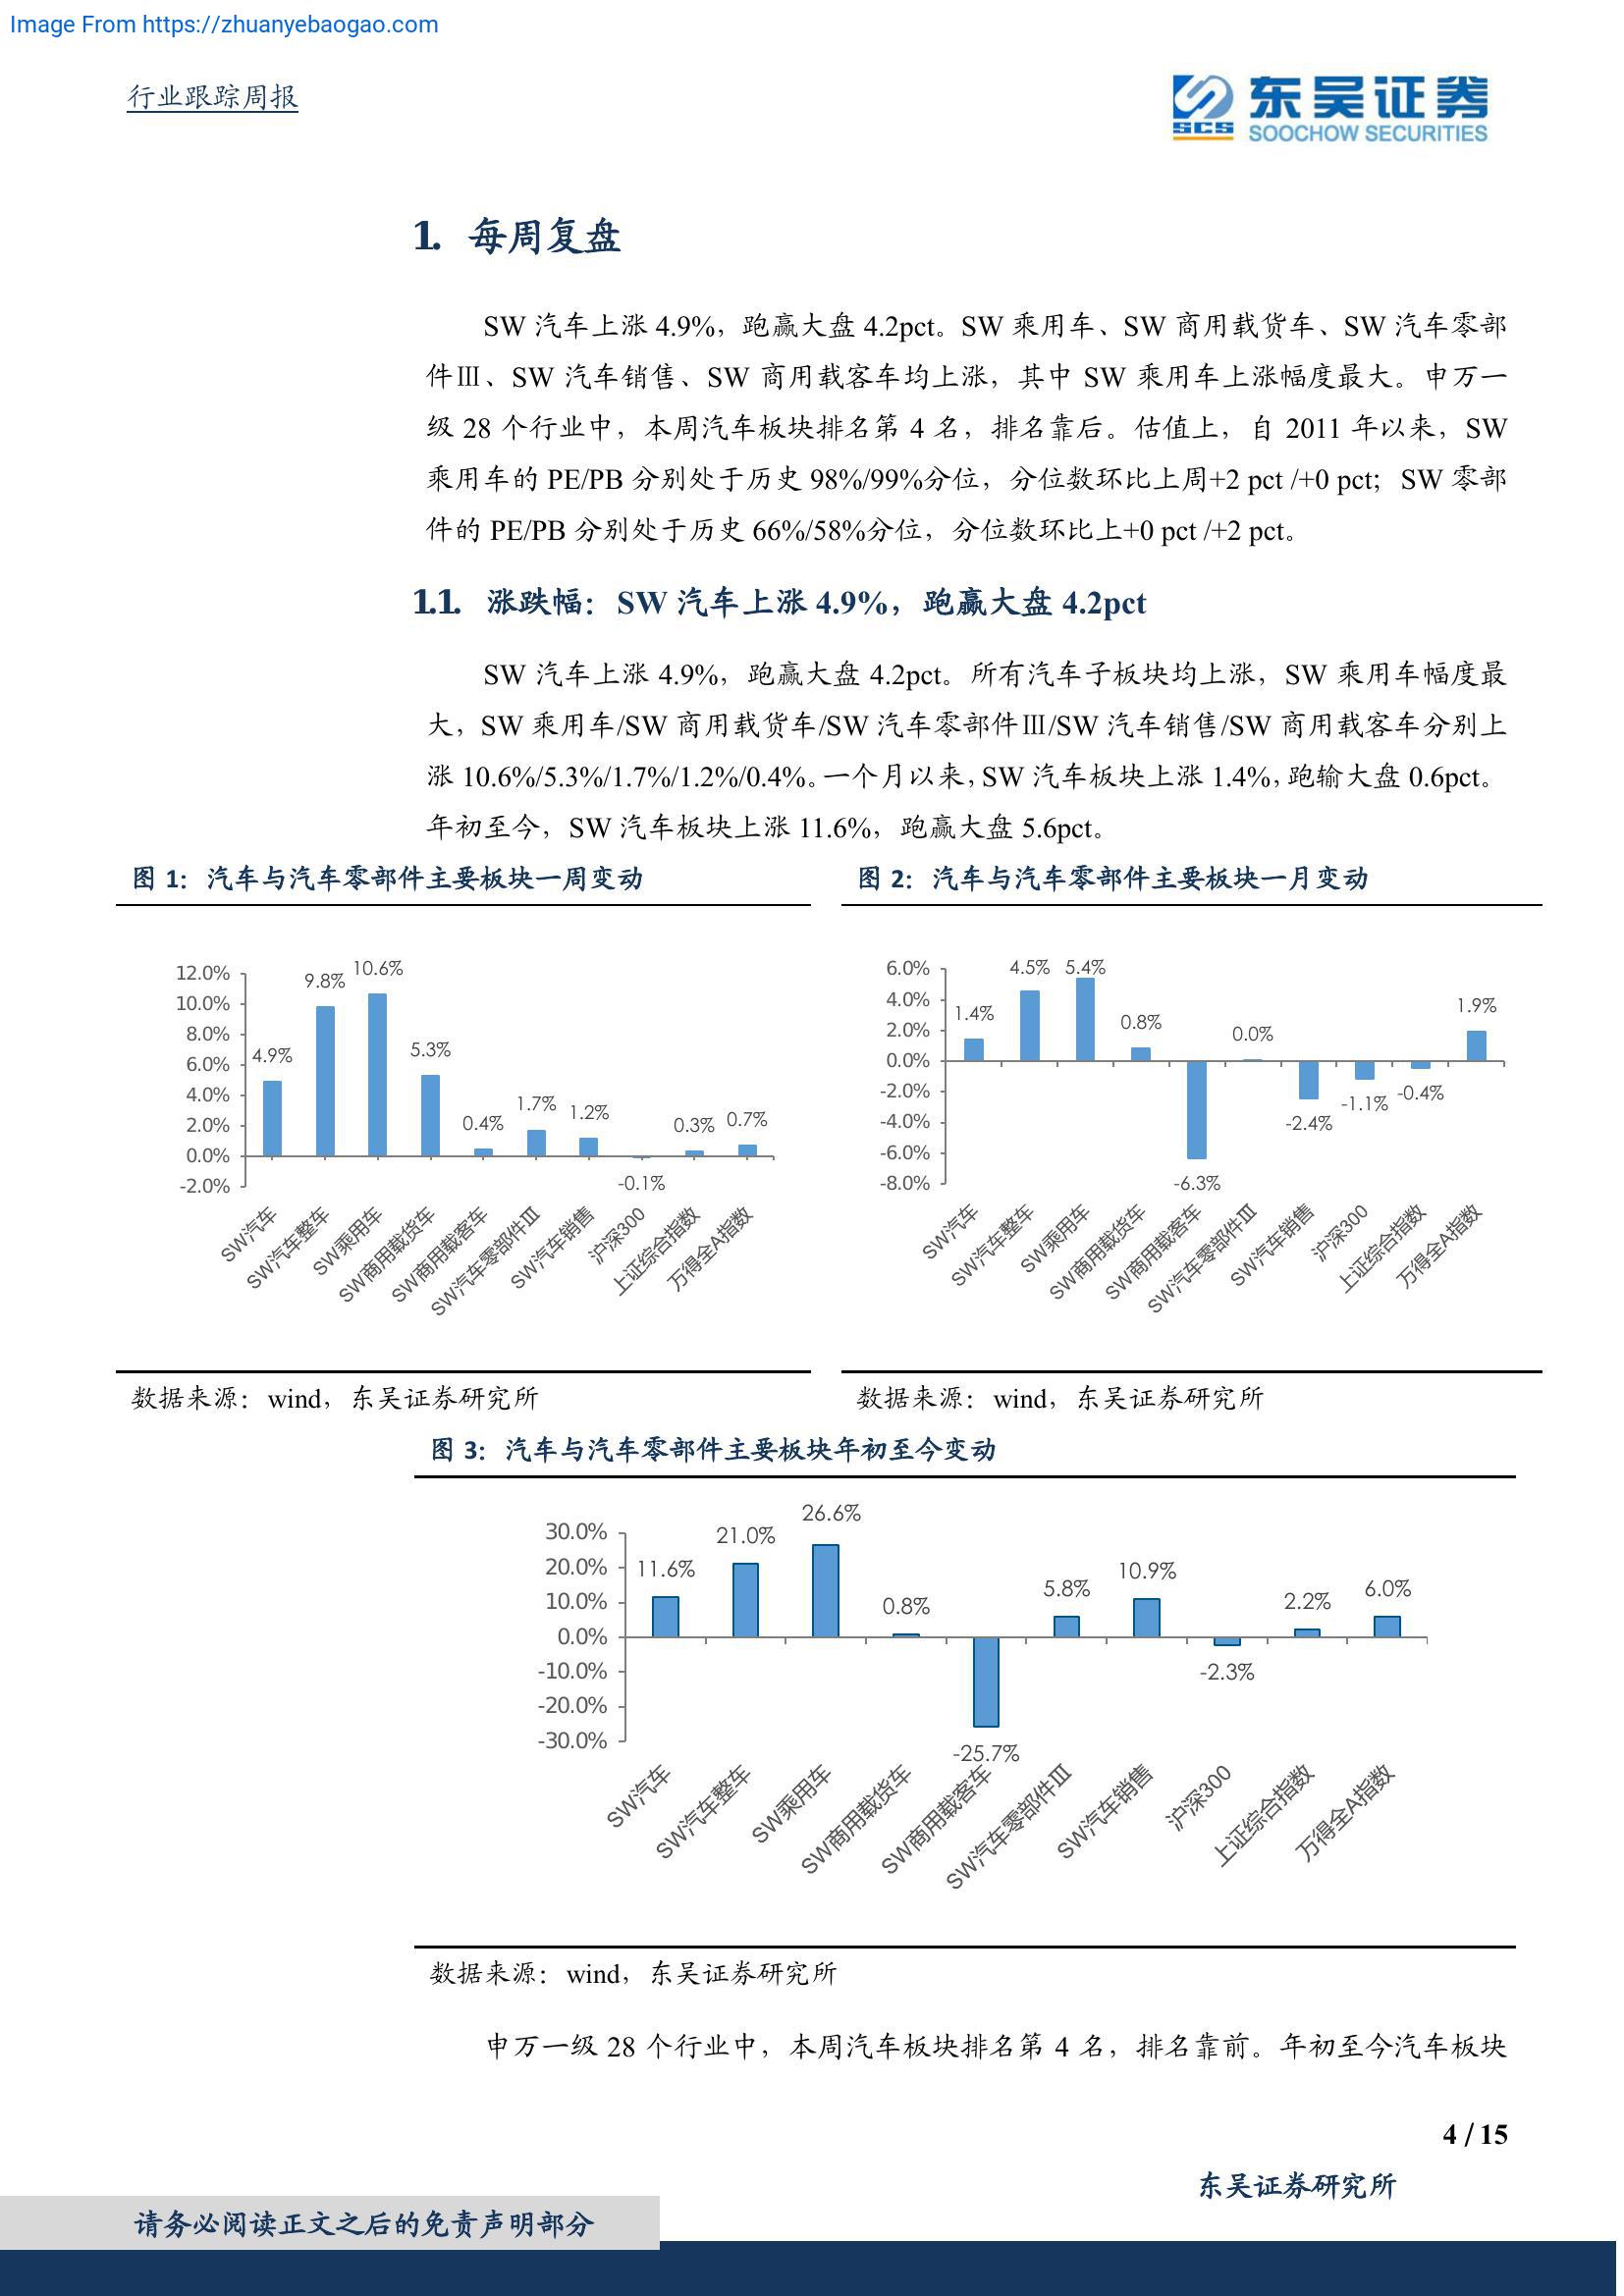 Image From https://zhuanyebaogao.com
行业跟踪周报
SCS
东吴证券
SOOCHOW SECURITIES
1. 每周复盘
SW 汽车上涨 4.9%，跑赢大盘 4.2pct。SW 乘用车、SW 商用载货车、SW 汽车零部
件Ⅲ、SW 汽车销售、SW 商用载客车均上涨，其中 SW 乘用车上涨幅度最大。申万一
级 28 个行业中，本周汽车板块排名第 4 名，排名靠后。估值上，自 2011 年以来，SW
乘用车的 PE/PB 分别处于历史 98%/99%分位，分位数环比上周+2 pct /+0 pct；SW 零部
件的 PE/PB 分别处于历史 66%/58%分位，分位数环比上+0 pct /+2 pct。
1.1. 涨跌幅：SW 汽车上涨 4.9%，跑赢大盘 4.2pct
SW 汽车上涨 4.9%，跑赢大盘 4.2pct。所有汽车子板块均上涨，SW 乘用车幅度最
大，SW 乘用车/SW 商用载货车/SW 汽车零部件Ⅲ/SW 汽车销售/SW 商用载客车分别上
涨 10.6%/5.3%/1.7%/1.2%/0.4%。一个月以来，SW 汽车板块上涨 1.4%，跑输大盘 0.6pct。
年初至今，SW 汽车板块上涨 11.6%，跑赢大盘 5.6pct。
图 1：汽车与汽车零部件主要板块一周变动
12.0%
10.0%
8.0%
6.0%
4.0%
2.0%
0.0%
-2.0%
4.9%
9.8%
10.6%
5.3%
0.4%
1.7%
1.2%
-0.1%
0.3%
0.7%
SW汽车
SW汽车整车
SW乘用车
SW商用载货车
SW商用载客车
SW汽车零部件III
SW汽车销售
沪深300
上证综合指数
万得全A指数
数据来源：wind，东吴证券研究所
图 2：汽车与汽车零部件主要板块一月变动
6.0%
4.0%
2.0%
0.0%
-2.0%
-4.0%
-6.0%
-8.0%
1.4%
4.5%
5.4%
0.8%
-6.3%
0.0%
-2.4%
-1.1%
-0.4%
1.9%
SW汽车
SW汽车整车
SW乘用车
SW商用载货车
SW商用载客车
SW汽车零部件III
SW汽车销售
沪深300
上证综合指数
万得全A指数
数据来源：wind，东吴证券研究所
图 3：汽车与汽车零部件主要板块年初至今变动
30.0%
20.0%
10.0%
0.0%
-10.0%
-20.0%
-30.0%
11.6%
21.0%
26.6%
0.8%
-25.7%
5.8%
10.9%
-2.3%
2.2%
6.0%
SW汽车
SW汽车整车
SW乘用车
SW商用载货车
SW商用载客车
SW汽车零部件III
SW汽车销售
沪深300
上证综合指数
万得全A指数
数据来源：wind，东吴证券研究所
申万一级 28 个行业中，本周汽车板块排名第 4 名，排名靠前。年初至今汽车板块
4 / 15
东吴证券研究所
请务必阅读正文之后的免责声明部分